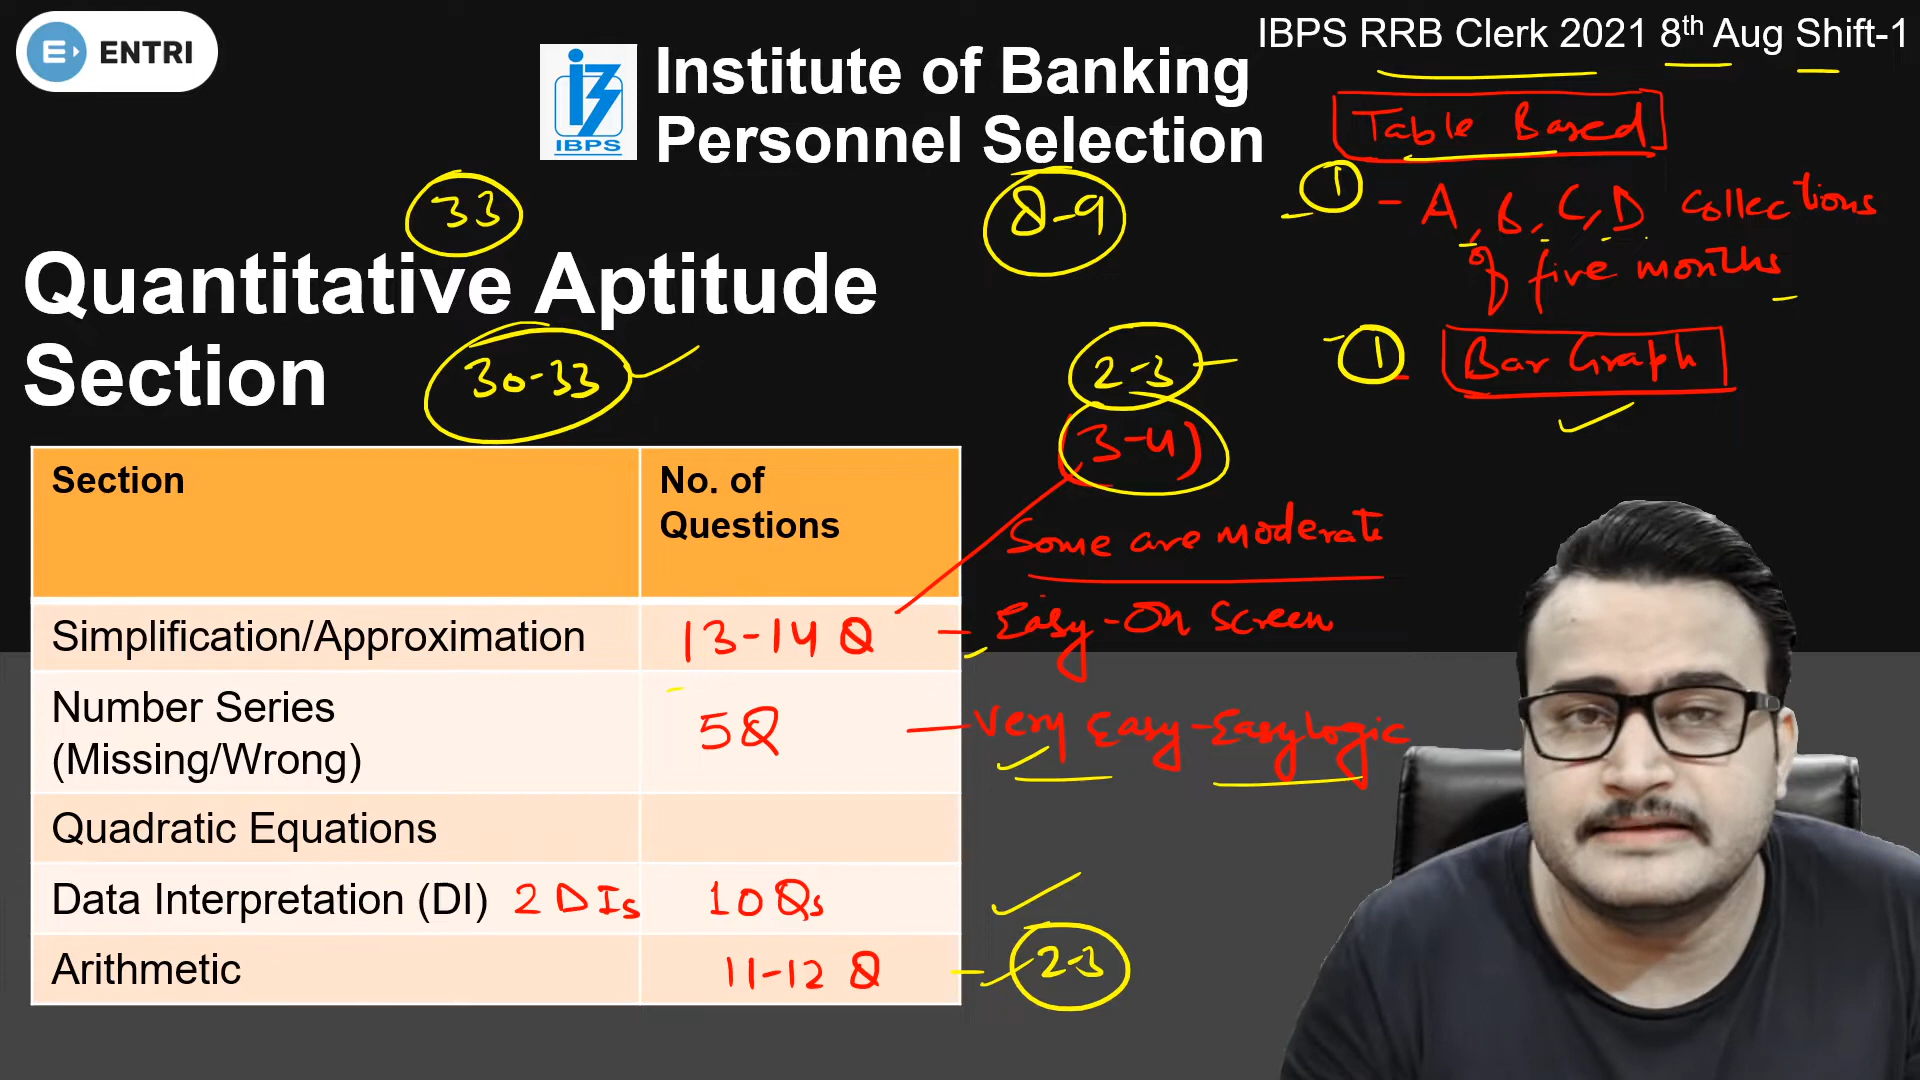 ENTRI
IBPS
Institute of Banking
Personnel Selection
IBPS RRB Clerk 2021 8th Aug Shift-1
Table Based
1 - A, B, C, D collections
of five months
1 Bar Graph
33
8-9
Quantitative Aptitude
Section
30-33
2-3
(3-4)
Some are moderate
Section No. of
Questions
Simplification/Approximation 13-14 Q - Easy-On Screen
Number Series
(Missing/Wrong) 5Q - Very Easy-Easy Logic
Quadratic Equations
Data Interpretation (DI) 2 DIs 10 Qs
Arithmetic 11-12 Q - 2-3